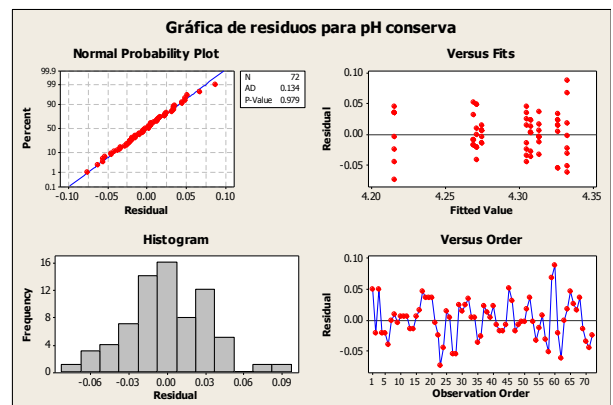 Gráfica de residuos para pH conserva
Normal Probability Plot
99.9
99
90
50
10
1
0.1
Percent
-0.10 -0.05 0.00 0.05 0.10
Residual
N 72
AD 0.134
P-Value 0.979
Versus Fits
0.10
0.05
0.00
-0.05
Residual
4.20 4.25 4.30 4.35
Fitted Value
Histogram
16
12
8
4
0
Frequency
-0.06 -0.03 0.00 0.03 0.06 0.09
Residual
Versus Order
0.10
0.05
0.00
-0.05
Residual
1 5 10 15 20 25 30 35 40 45 50 55 60 65 70
Observation Order